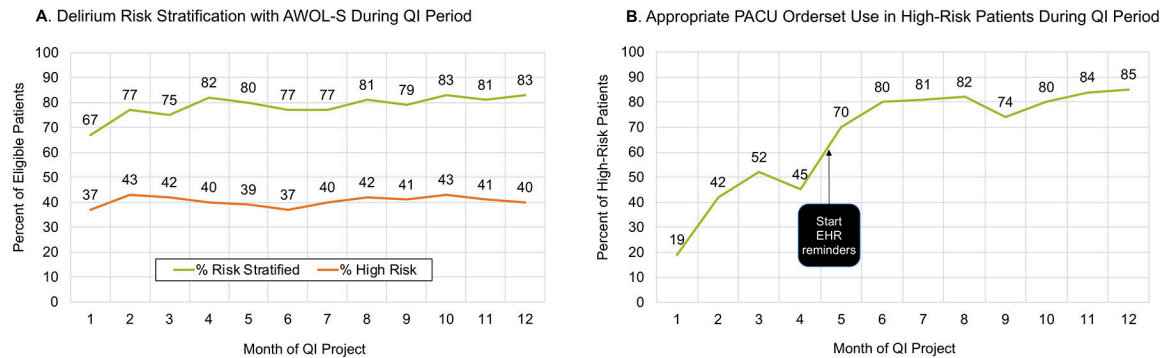 A. Delirium Risk Stratification with AWOL-S During QI Period
Percent of Eligible Patients
100
90
80
70
60
50
40
30
20
10
0
67 77 75 82 80 77 77 81 79 83 81 83
37 43 42 40 39 37 40 42 41 43 41 40
% Risk Stratified % High Risk
1 2 3 4 5 6 7 8 9 10 11 12
Month of QI Project
B. Appropriate PACU Orderset Use in High-Risk Patients During QI Period
Percent of High-Risk Patients
100
90
80
70
60
50
40
30
20
10
0
19 42 52 45 70 80 81 82 74 80 84 85
Start
EHR
reminders
1 2 3 4 5 6 7 8 9 10 11 12
Month of QI Project